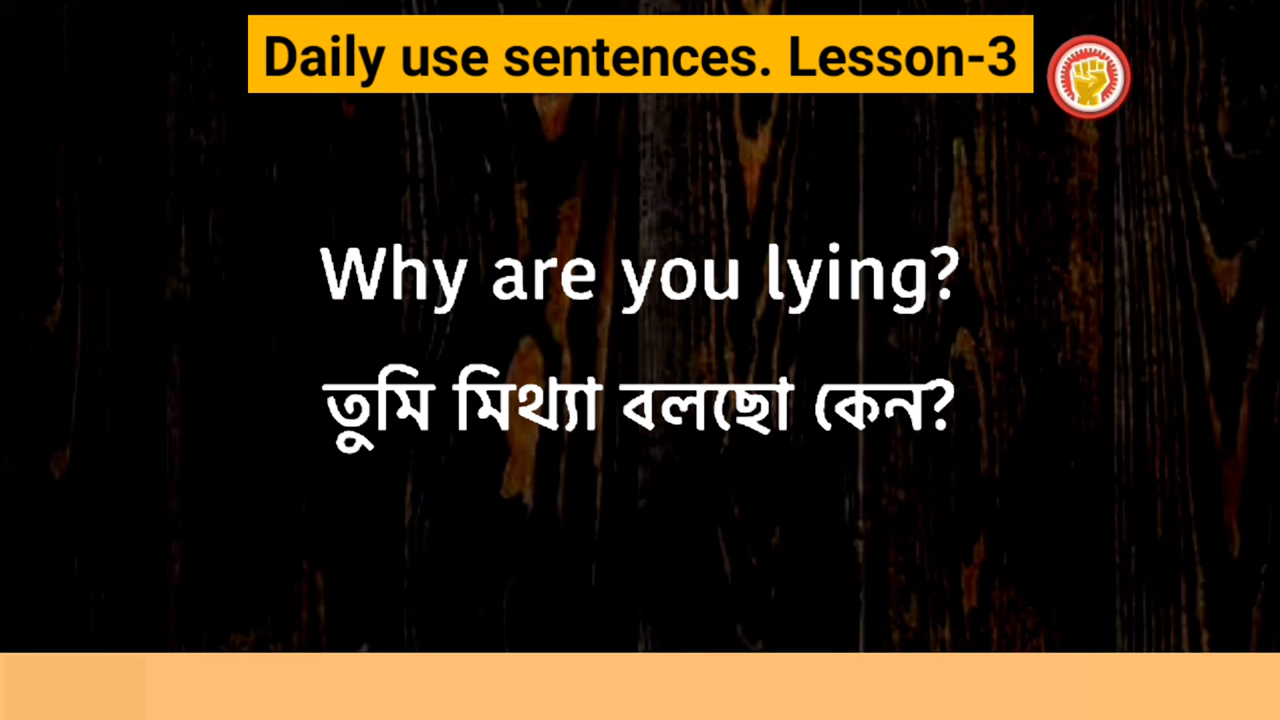 Daily use sentences. Lesson-3
Why are you lying?
তুমি মিথ্যা বলছো কেন?